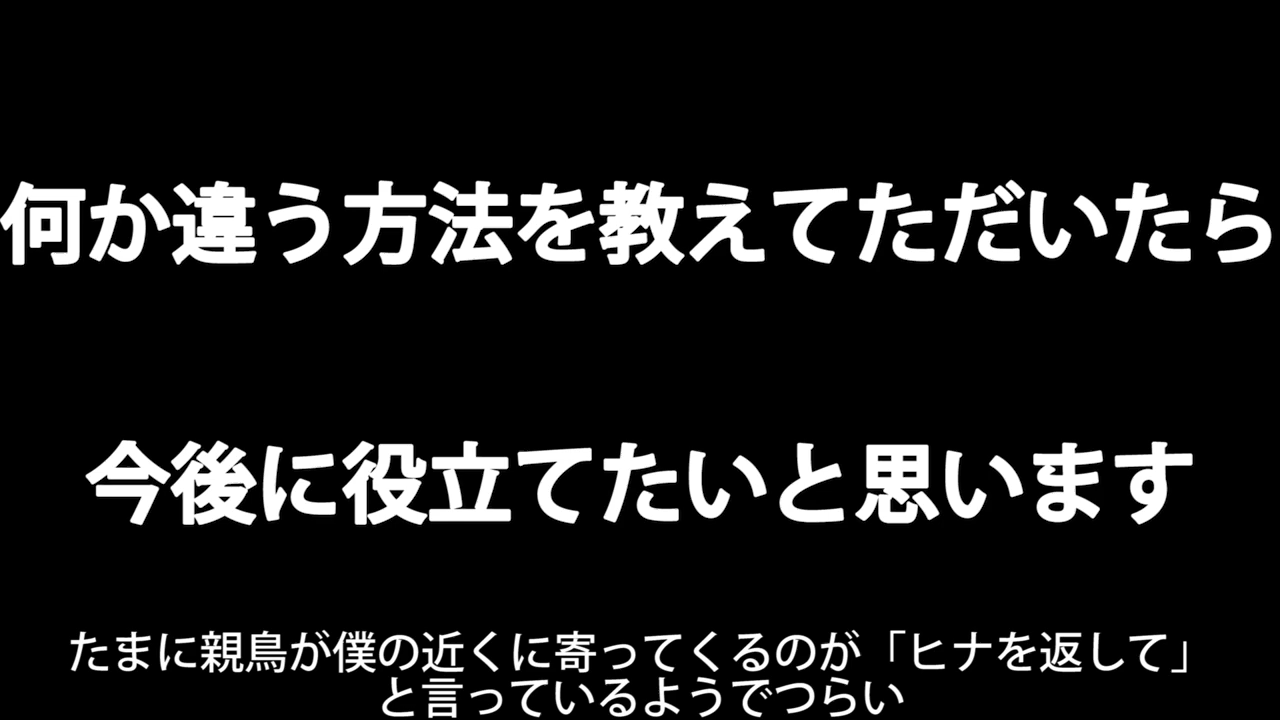 何か違う方法を教えてただいたら
今後に役立てたいと思います
たまに親鳥が僕の近くに寄ってくるのが「ヒナを返して」
と言っているようでつらい